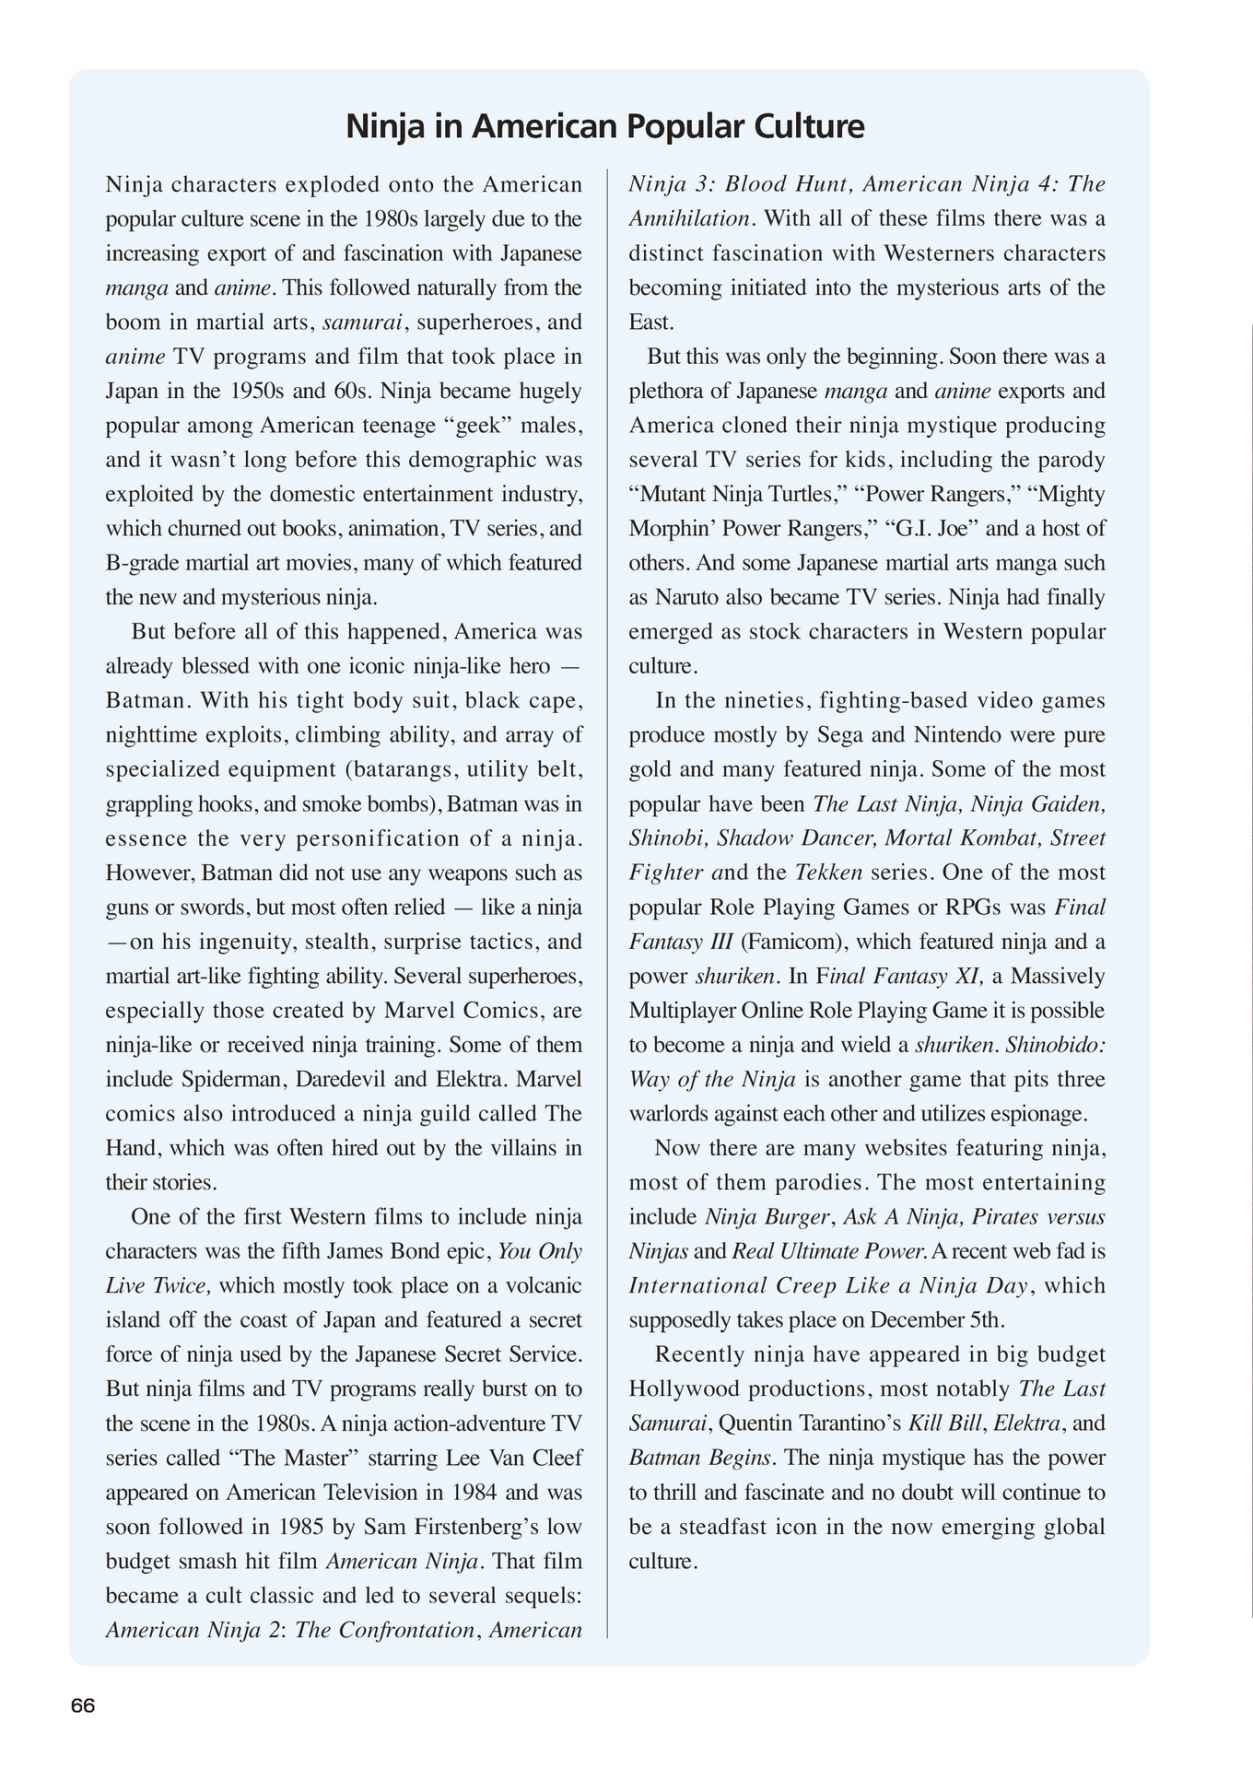 Ninja in American Popular Culture
Ninja characters exploded onto the American
popular culture scene in the 1980s largely due to the
increasing export of and fascination with Japanese
manga and anime. This followed naturally from the
boom in martial arts, samurai, superheroes, and
anime TV programs and film that took place in
Japan in the 1950s and 60s. Ninja became hugely
popular among American teenage “geek” males,
and it wasn’t long before this demographic was
exploited by the domestic entertainment industry,
which churned out books, animation, TV series, and
B-grade martial art movies, many of which featured
the new and mysterious ninja.
But before all of this happened, America was
already blessed with one iconic ninja-like hero —
Batman. With his tight body suit, black cape,
nighttime exploits, climbing ability, and array of
specialized equipment (batarangs, utility belt,
grappling hooks, and smoke bombs), Batman was in
essence the very personification of a ninja.
However, Batman did not use any weapons such as
guns or swords, but most often relied — like a ninja
—on his ingenuity, stealth, surprise tactics, and
martial art-like fighting ability. Several superheroes,
especially those created by Marvel Comics, are
ninja-like or received ninja training. Some of them
include Spiderman, Daredevil and Elektra. Marvel
comics also introduced a ninja guild called The
Hand, which was often hired out by the villains in
their stories.
One of the first Western films to include ninja
characters was the fifth James Bond epic, You Only
Live Twice, which mostly took place on a volcanic
island off the coast of Japan and featured a secret
force of ninja used by the Japanese Secret Service.
But ninja films and TV programs really burst on to
the scene in the 1980s. A ninja action-adventure TV
series called “The Master” starring Lee Van Cleef
appeared on American Television in 1984 and was
soon followed in 1985 by Sam Firstenberg’s low
budget smash hit film American Ninja. That film
became a cult classic and led to several sequels:
American Ninja 2: The Confrontation, American
Ninja 3: Blood Hunt, American Ninja 4: The
Annihilation. With all of these films there was a
distinct fascination with Westerners characters
becoming initiated into the mysterious arts of the
East.
But this was only the beginning. Soon there was a
plethora of Japanese manga and anime exports and
America cloned their ninja mystique producing
several TV series for kids, including the parody
“Mutant Ninja Turtles,” “Power Rangers,” “Mighty
Morphin’ Power Rangers,” “G.I. Joe” and a host of
others. And some Japanese martial arts manga such
as Naruto also became TV series. Ninja had finally
emerged as stock characters in Western popular
culture.
In the nineties, fighting-based video games
produce mostly by Sega and Nintendo were pure
gold and many featured ninja. Some of the most
popular have been The Last Ninja, Ninja Gaiden,
Shinobi, Shadow Dancer, Mortal Kombat, Street
Fighter and the Tekken series. One of the most
popular Role Playing Games or RPGs was Final
Fantasy III (Famicom), which featured ninja and a
power shuriken. In Final Fantasy XI, a Massively
Multiplayer Online Role Playing Game it is possible
to become a ninja and wield a shuriken. Shinobido:
Way of the Ninja is another game that pits three
warlords against each other and utilizes espionage.
Now there are many websites featuring ninja,
most of them parodies. The most entertaining
include Ninja Burger, Ask A Ninja, Pirates versus
Ninjas and Real Ultimate Power. A recent web fad is
International Creep Like a Ninja Day, which
supposedly takes place on December 5th.
Recently ninja have appeared in big budget
Hollywood productions, most notably The Last
Samurai, Quentin Tarantino’s Kill Bill, Elektra, and
Batman Begins. The ninja mystique has the power
to thrill and fascinate and no doubt will continue to
be a steadfast icon in the now emerging global
culture.
66